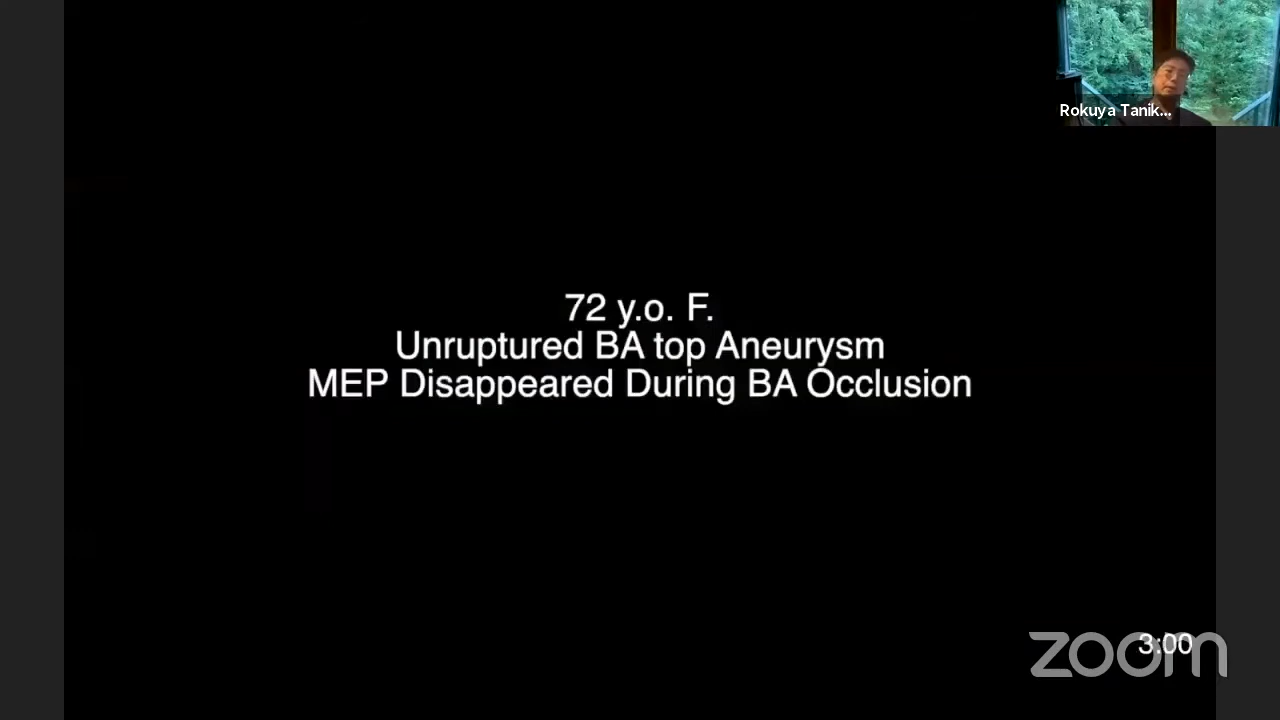 Rokuya Tanik...
72 y.o. F.
Unruptured BA top Aneurysm
MEP Disappeared During BA Occlusion
3:00
zoom